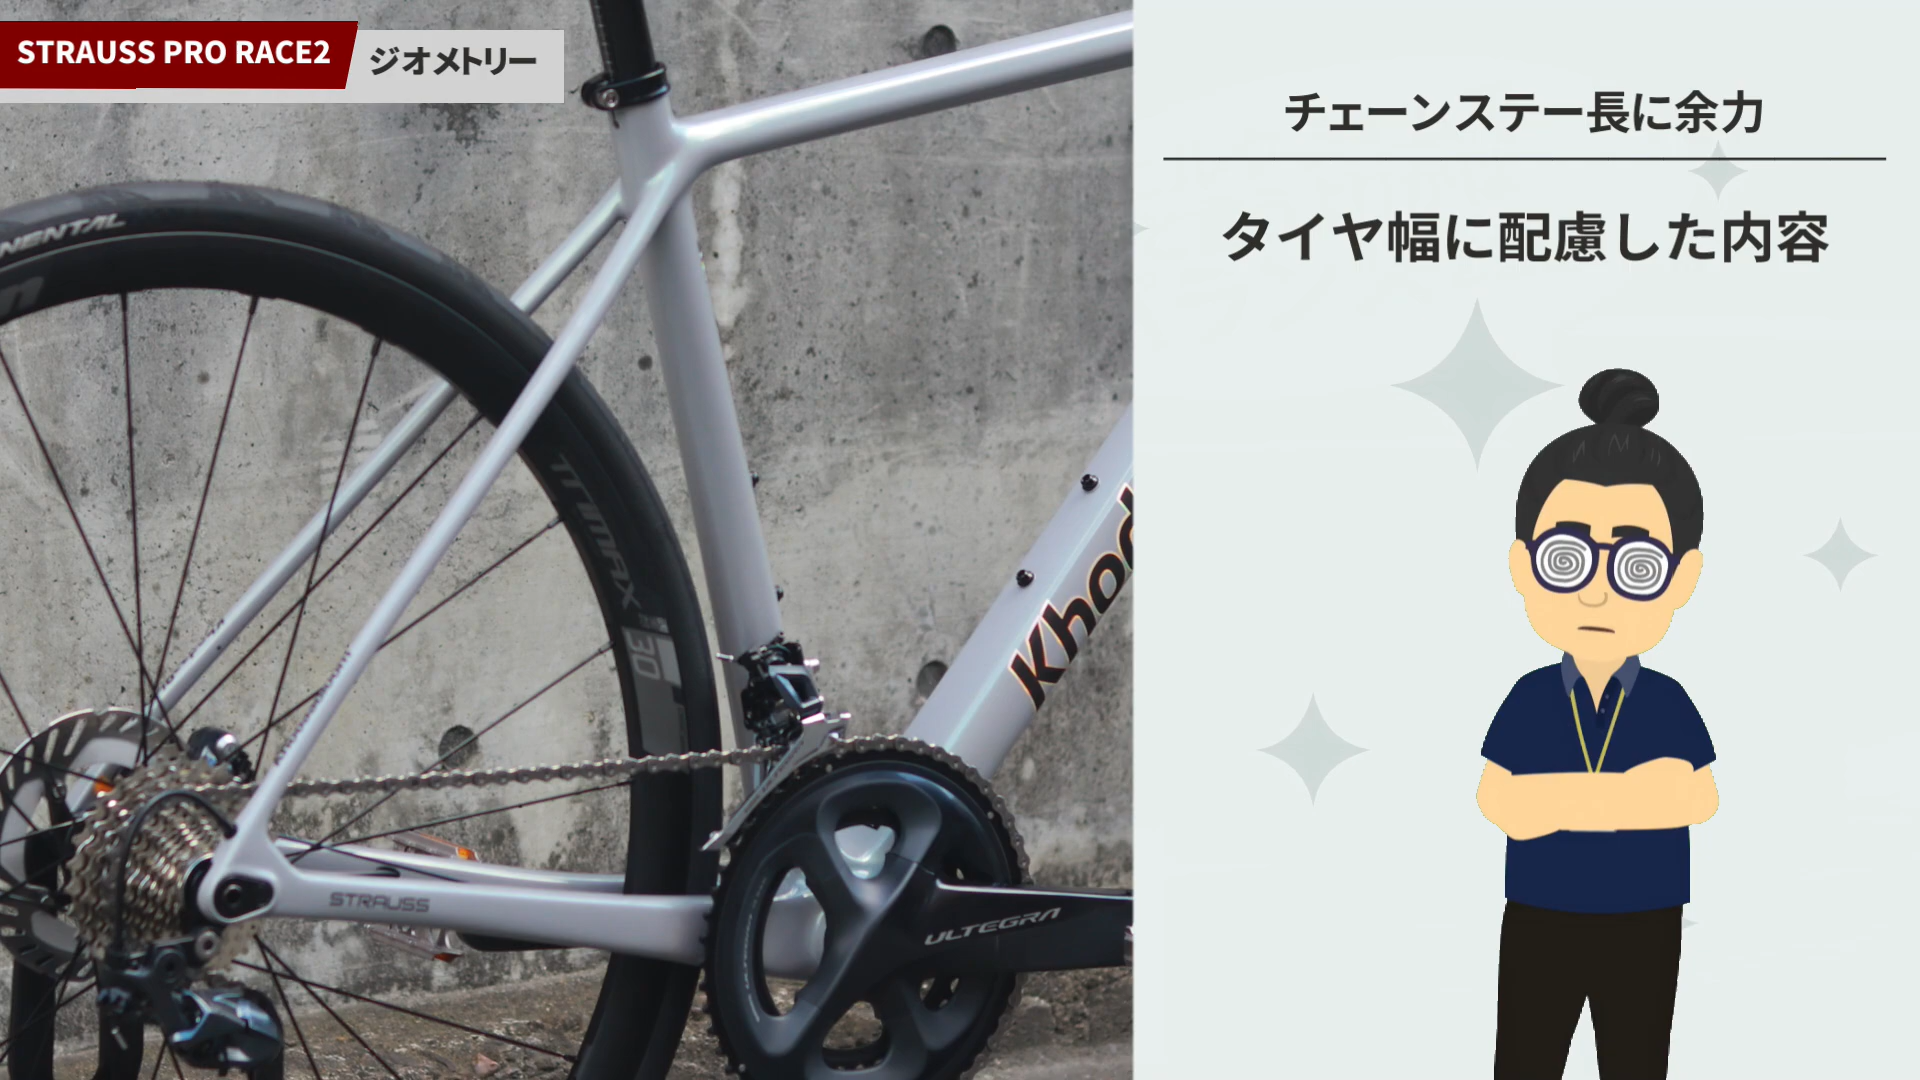 STRAUSS PRO RACE2
ジオメトリー
チェーンステー長に余力
タイヤ幅に配慮した内容
NENTAL
TRIMAX
30
Khod
STRAUSS
ULTEGRA